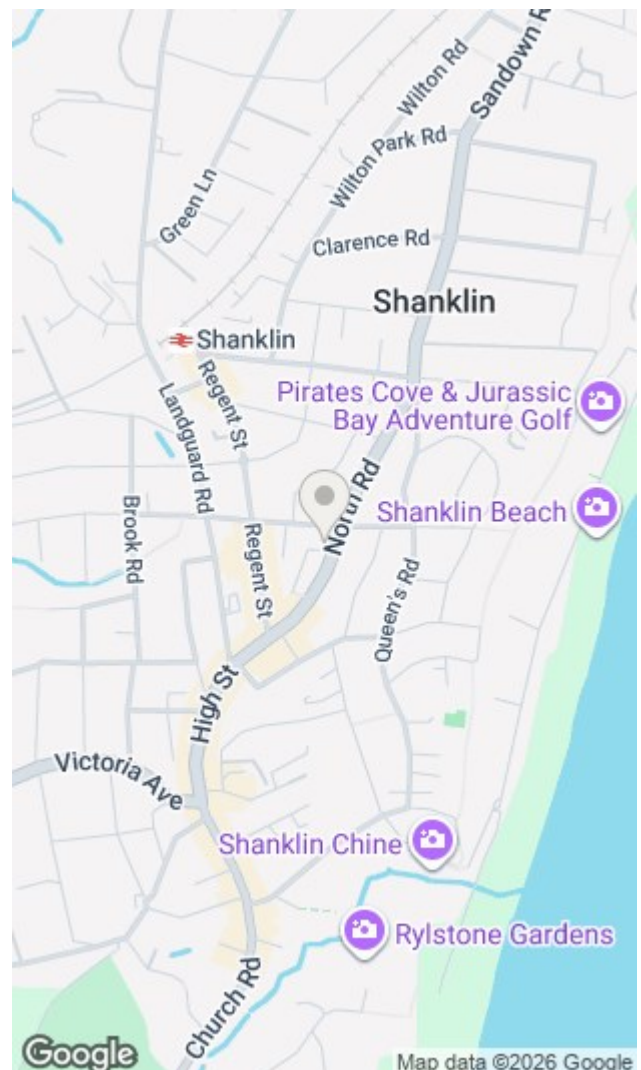 Sandown R
Wilton Rd
Wilton Park Rd
Green Ln
Clarence Rd
Shanklin
Shanklin
Pirates Cove & Jurassic
Bay Adventure Golf
Regent St
Landguard Rd
North Rd
Shanklin Beach
Brook Rd
Regent St
Queen's Rd
High St
Victoria Ave
Shanklin Chine
Rylstone Gardens
Church Rd
Google
Map data ©2026 Google